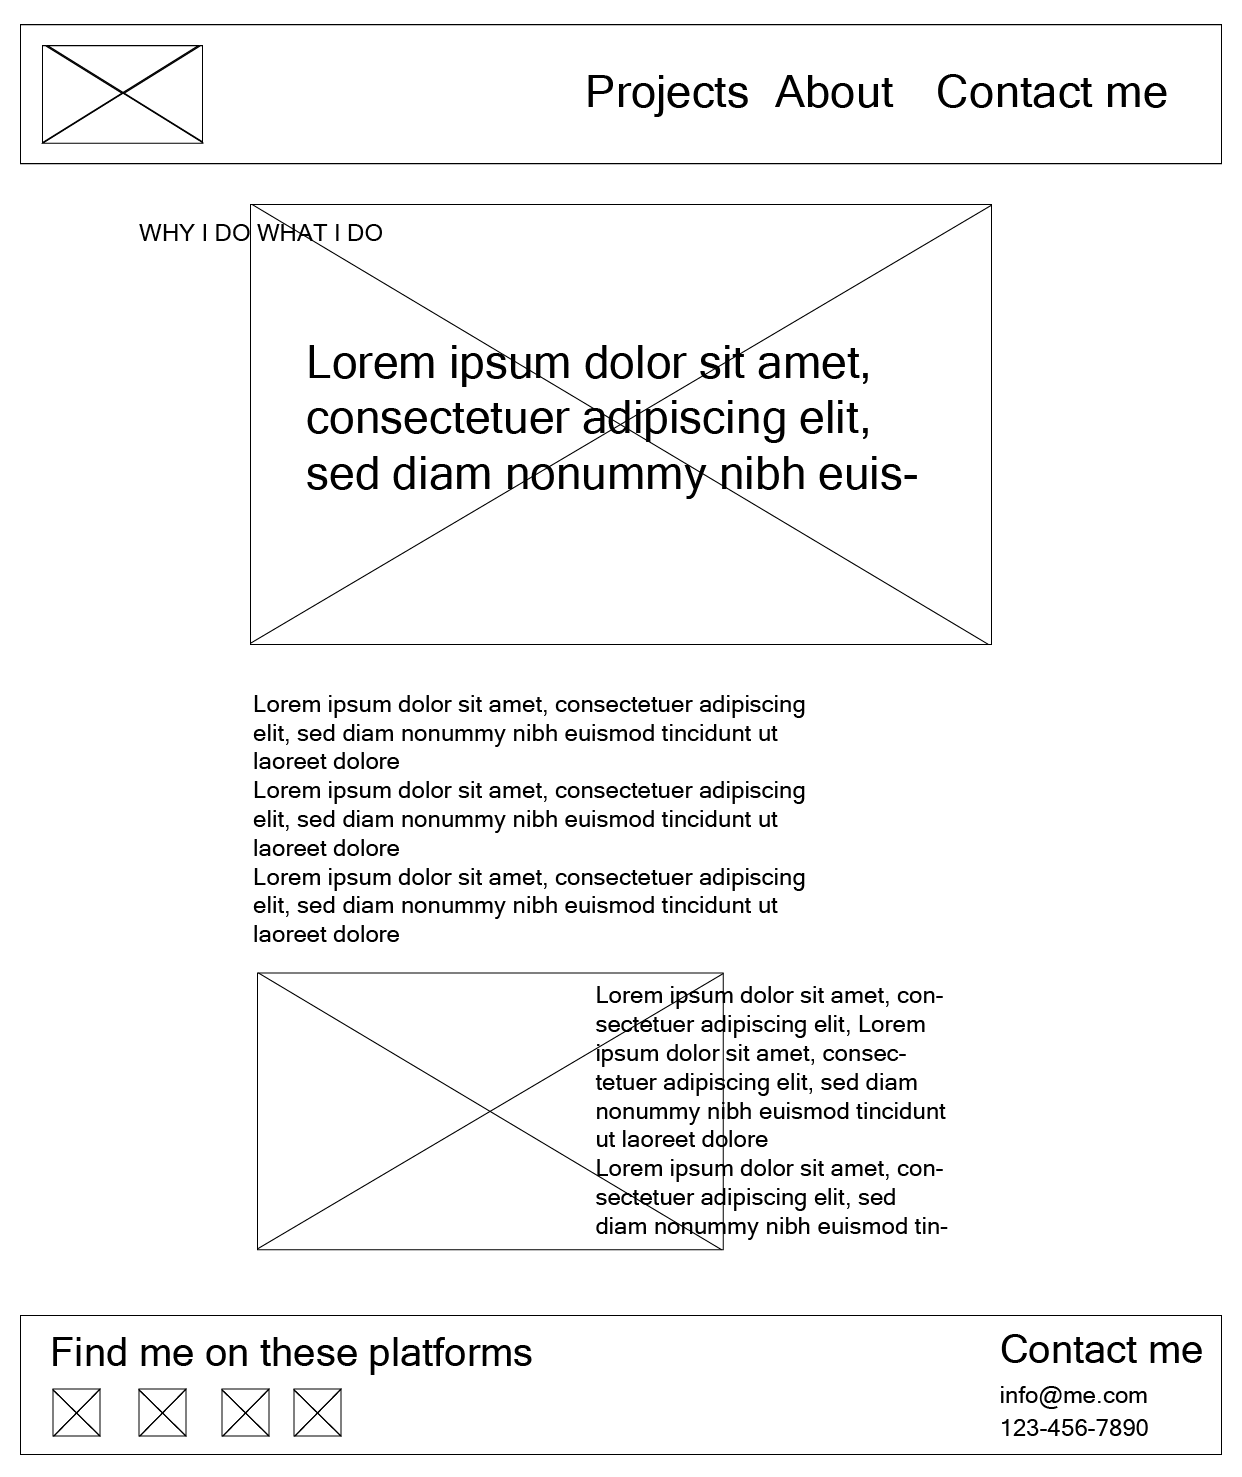 Projects About Contact me
WHY I DO WHAT I DO
Lorem ipsum dolor sit amet,
consectetuer adipiscing elit,
sed diam nonummy nibh euis-
Lorem ipsum dolor sit amet, consectetuer adipiscing
elit, sed diam nonummy nibh euismod tincidunt ut
laoreet dolore
Lorem ipsum dolor sit amet, consectetuer adipiscing
elit, sed diam nonummy nibh euismod tincidunt ut
laoreet dolore
Lorem ipsum dolor sit amet, consectetuer adipiscing
elit, sed diam nonummy nibh euismod tincidunt ut
laoreet dolore
Lorem ipsum dolor sit amet, con-
sectetuer adipiscing elit, Lorem
ipsum dolor sit amet, consec-
tetuer adipiscing elit, sed diam
nonummy nibh euismod tincidunt
ut laoreet dolore
Lorem ipsum dolor sit amet, con-
sectetuer adipiscing elit, sed
diam nonummy nibh euismod tin-
Find me on these platforms
Contact me
info@me.com
123-456-7890